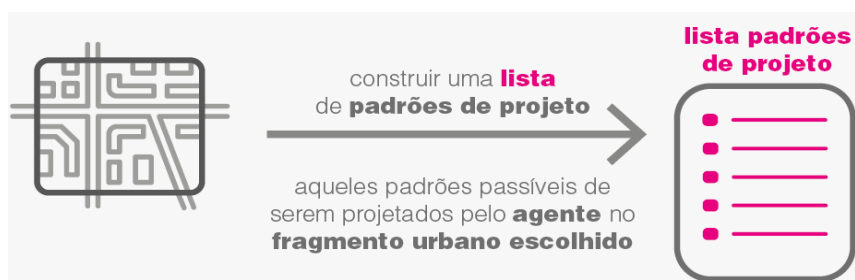 construir uma lista
de padrões de projeto
aqueles padrões passíveis de
serem projetados pelo agente no
fragmento urbano escolhido
lista padrões
de projeto